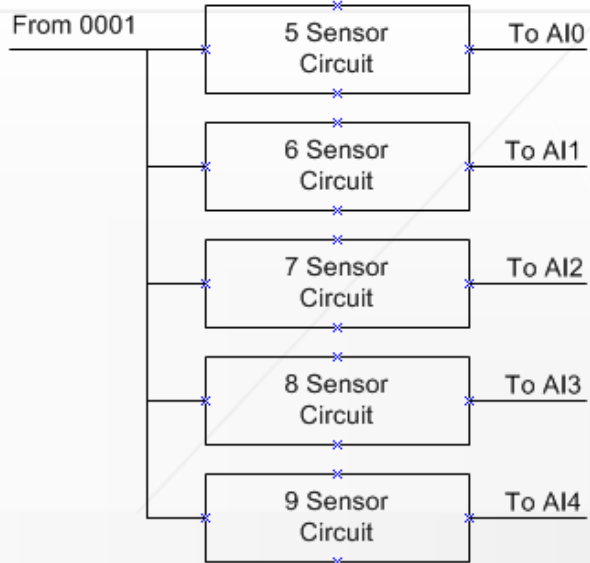 From 0001
5 Sensor
Circuit
To AI0
6 Sensor
Circuit
To AI1
7 Sensor
Circuit
To AI2
8 Sensor
Circuit
To AI3
9 Sensor
Circuit
To AI4